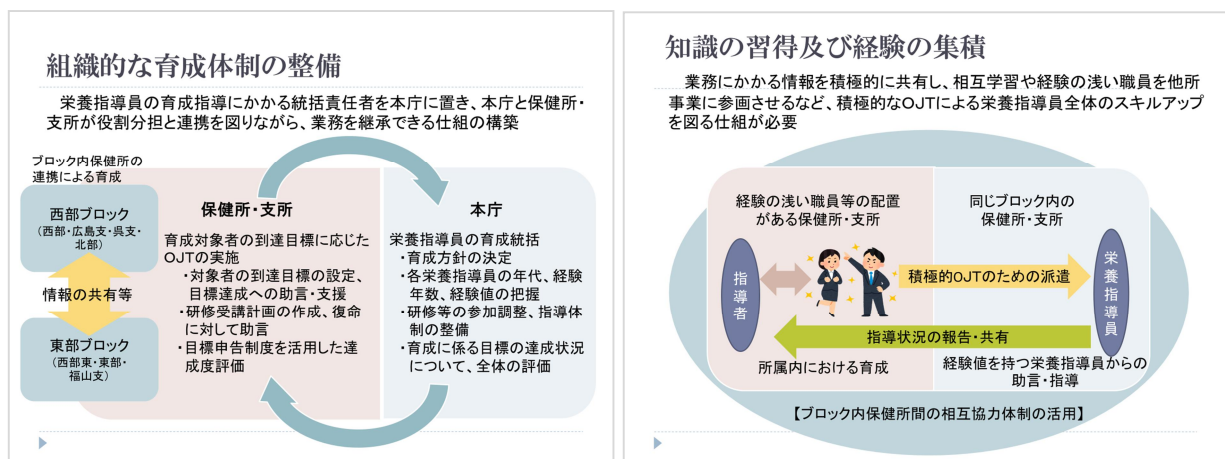 組織的な育成体制の整備
栄養指導員の育成指導にかかる統括責任者を本庁に置き、本庁と保健所・
支所が役割分担と連携を図りながら、業務を継承できる仕組の構築
ブロック内保健所の
連携による育成
西部ブロック
(西部・広島支・呉支・
北部)
情報の共有等
東部ブロック
(西部東・東部・
福山支)
保健所・支所
育成対象者の到達目標に応じた
OJTの実施
・対象者の到達目標の設定、
目標達成への助言・支援
・研修受講計画の作成、復命
に対して助言
・目標申告制度を活用した達
成度評価
本庁
栄養指導員の育成統括
・育成方針の決定
・各栄養指導員の年代、経験
年数、経験値の把握
・研修等の参加調整、指導体
制の整備
・育成に係る目標の達成状況
について、全体の評価
知識の習得及び経験の集積
業務にかかる情報を積極的に共有し、相互学習や経験の浅い職員を他所
事業に参画させるなど、積極的なOJTによる栄養指導員全体のスキルアップ
を図る仕組が必要
経験の浅い職員等の配置
がある保健所・支所
同じブロック内の
保健所・支所
指導者
積極的OJTのための派遣
栄養指導員
指導状況の報告・共有
所属内における育成
経験値を持つ栄養指導員からの
助言・指導
【ブロック内保健所間の相互協力体制の活用】